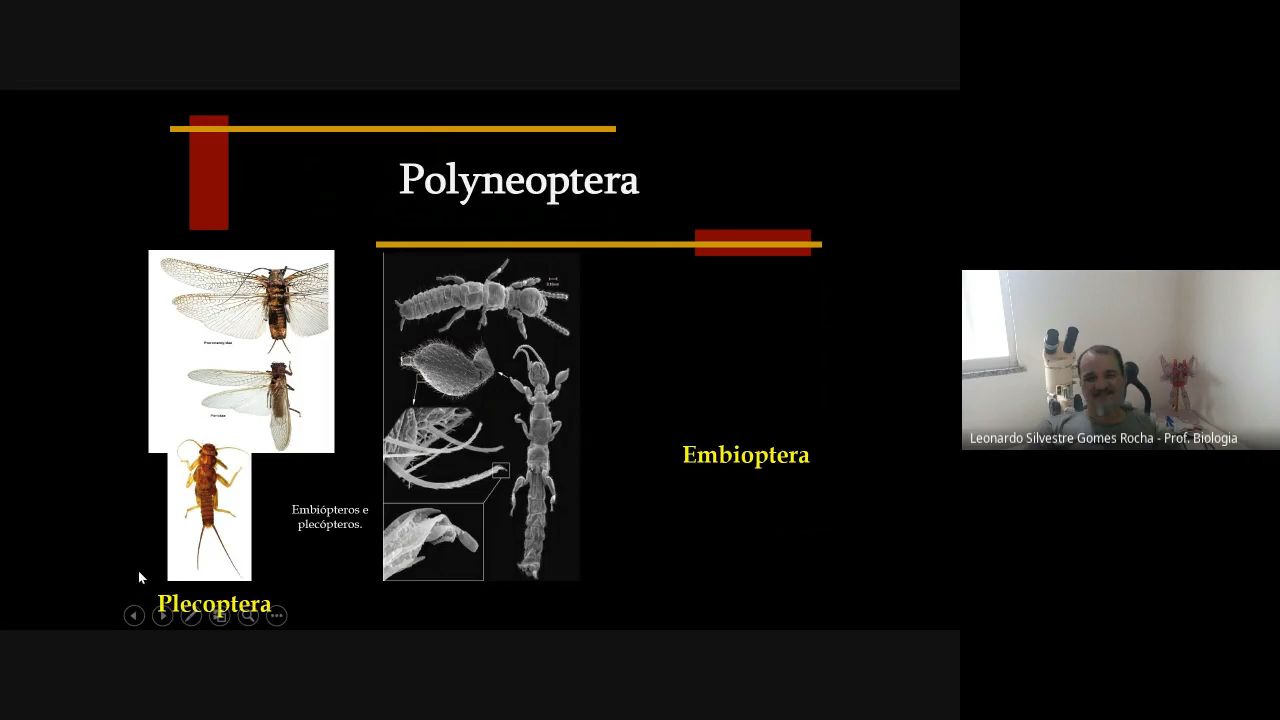 Polyneoptera
Embioptera
Embiópteros e
plecópteros.
Plecoptera
Leonardo Silvestre Gomes Rocha - Prof. Biologia